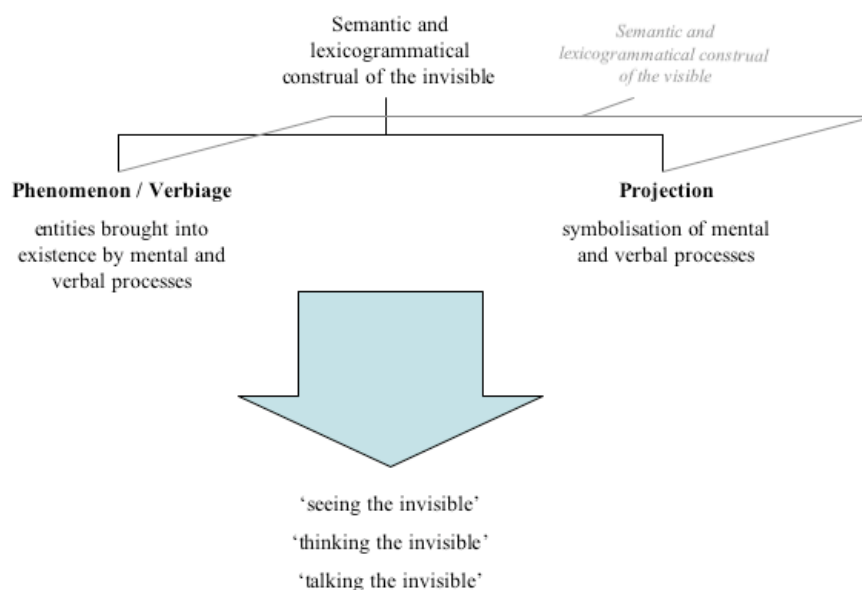 Semantic and
lexicogrammatical
construal of the invisible
Semantic and
lexicogrammatical construal
of the visible
Phenomenon / Verbiage
entities brought into
existence by mental and
verbal processes
Projection
symbolisation of mental
and verbal processes
‘seeing the invisible’
‘thinking the invisible’
‘talking the invisible’